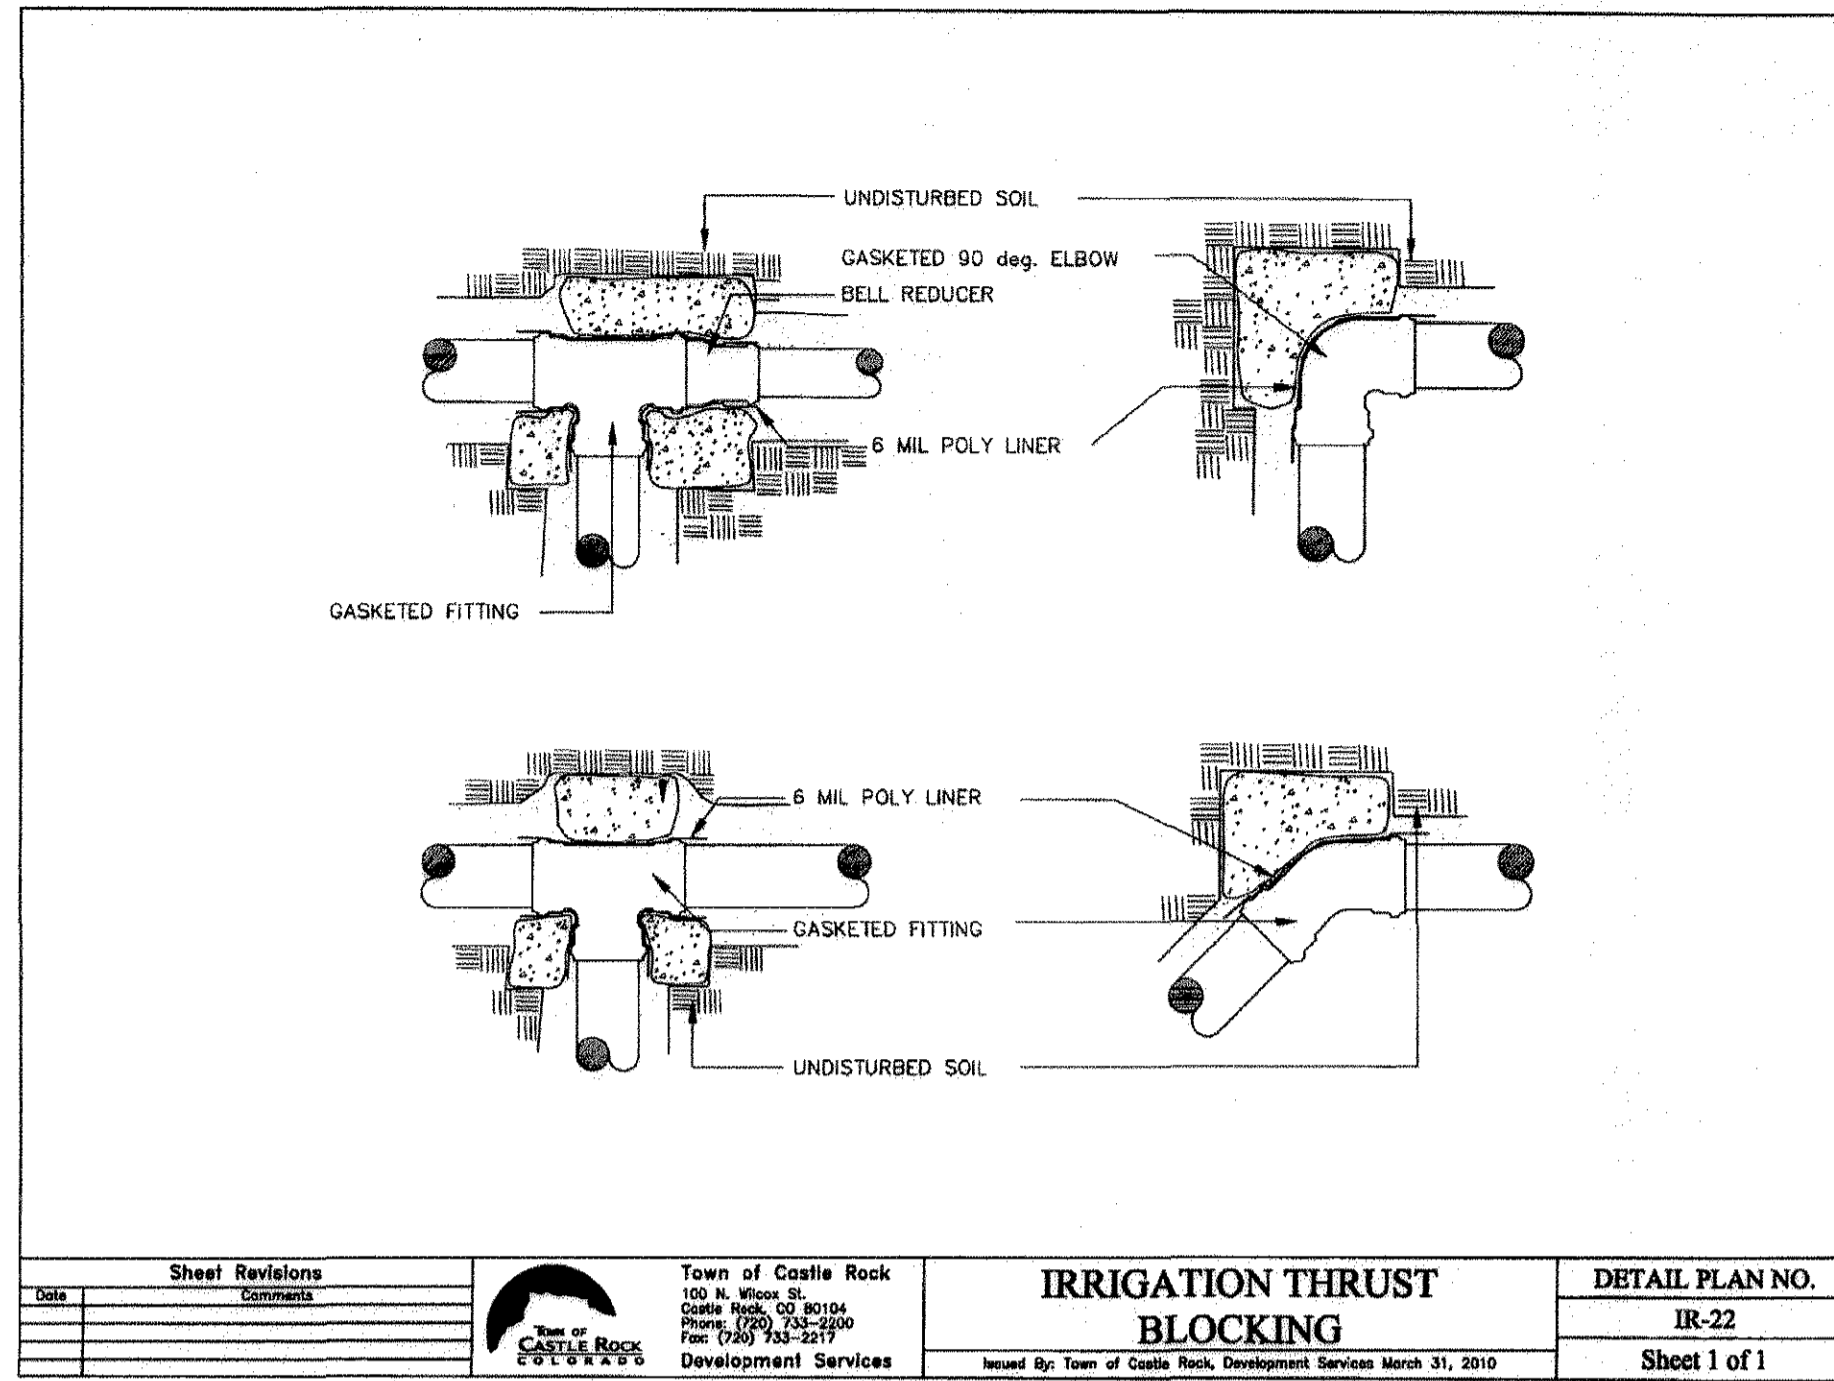 UNDISTURBED SOIL
GASKETED 90 deg. ELBOW
BELL REDUCER
6 MIL POLY LINER
GASKETED FITTING
6 MIL POLY LINER
GASKETED FITTING
UNDISTURBED SOIL
Sheet Revisions
Date
Comments
TOWN OF
CASTLE ROCK
COLORADO
Town of Castle Rock
100 N. Wilcox St.
Castle Rock, CO 80104
Phone: (720) 733-2200
Fax: (720) 733-2217
Development Services
IRRIGATION THRUST
BLOCKING
Issued By: Town of Castle Rock, Development Services March 31, 2010
DETAIL PLAN NO.
IR-22
Sheet 1 of 1